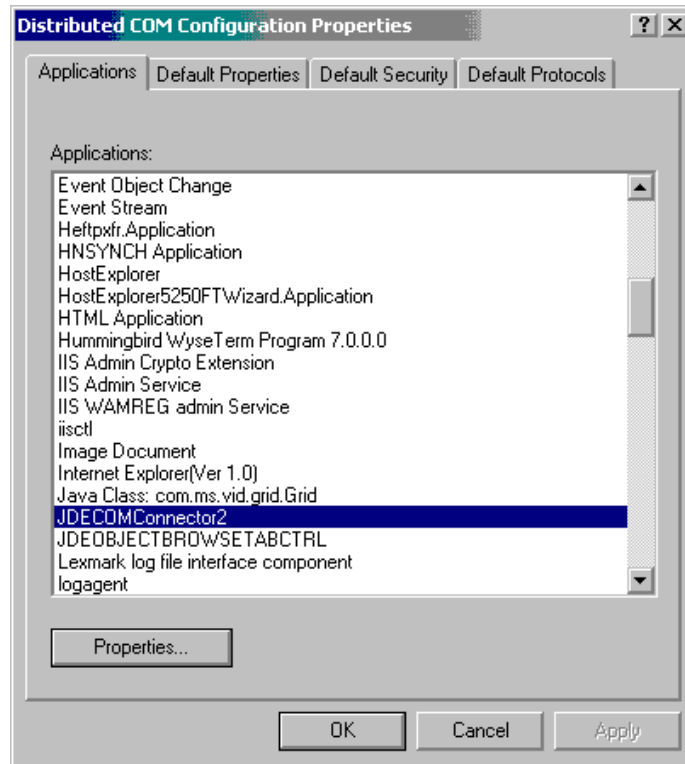 Distributed COM Configuration Properties
Applications Default Properties Default Security Default Protocols
Applications:
Event Object Change
Event Stream
Heftpxfr.Application
HNSYNCH Application
HostExplorer
HostExplorer5250FTWizard.Application
HTML Application
Hummingbird WyseTerm Program 7.0.0.0
IIS Admin Crypto Extension
IIS Admin Service
IIS WAMREG admin Service
iisctl
Image Document
Internet Explorer(Ver 1.0)
Java Class: com.ms.vid.grid.Grid
JDECOMConnector2
JDEOBJECTBROWSETABCTRL
Lexmark log file interface component
logagent
Properties...
OK Cancel Apply